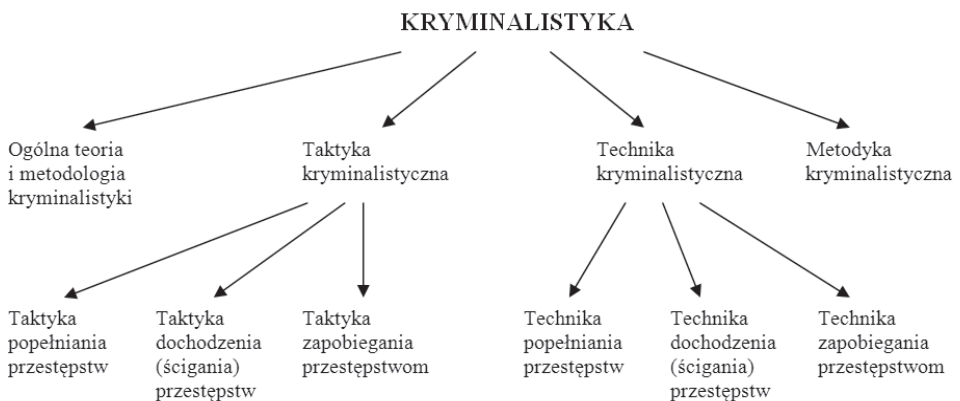 KRYMINALISTYKA
Ogólna teoria
i metodologia
kryminalistyki
Taktyka
kryminalistyczna
Technika
kryminalistyczna
Metodyka
kryminalistyczna
Taktyka
popełniania
przestępstw
Taktyka
dochodzenia
(ścigania)
przestępstw
Taktyka
zapobiegania
przestępstwom
Technika
popełniania
przestępstw
Technika
dochodzenia
(ścigania)
przestępstw
Technika
zapobiegania
przestępstwom